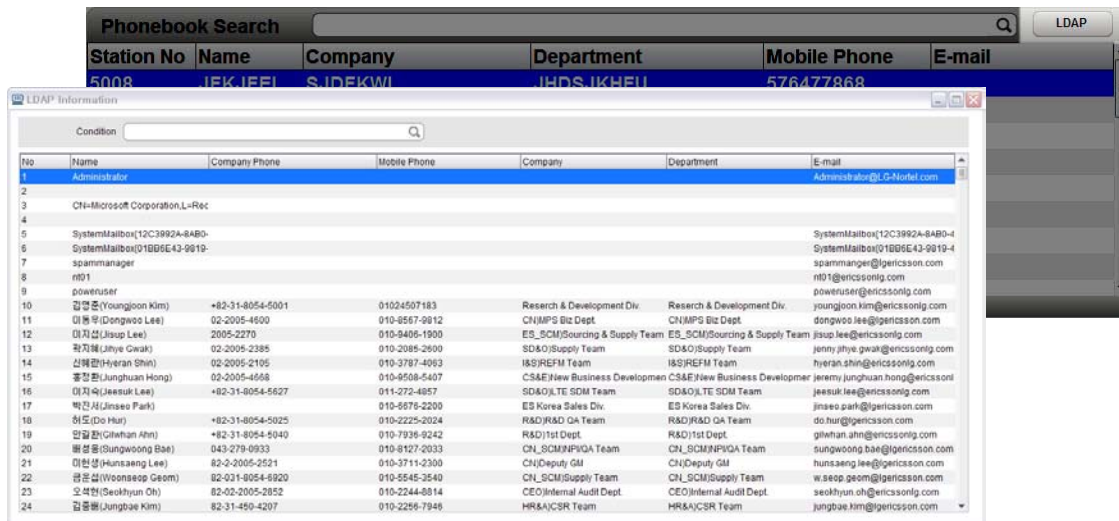 Phonebook Search LDAP
Station No Name Company Department Mobile Phone E-mail
5008 JEKJEEL SJDEKWL JHDSJKHEU 576477868
LDAP Information
Condition
No Name Company Phone Mobile Phone Company Department E-mail
1 Administrator Administrator@LG-Nortel.com
2
3 CN=Microsoft Corporation,L=Rec
4
5 SystemMailbox{12C3992A-8AB0- SystemMailbox{12C3992A-8AB0-4
6 SystemMailbox{01BB6E43-9819- SystemMailbox{01BB6E43-9819-4
7 spammanager spammanger@lgericsson.com
8 nt01 nt01@ericssonlg.com
9 poweruser poweruser@ericssonlg.com
10 김영준(Youngjoon Kim) +82-31-8054-5001 01024507183 Reserch & Development Div. Reserch & Development Div. youngjoon.kim@ericssonlg.com
11 이동우(Dongwoo Lee) 02-2005-4600 010-8567-9812 CN)MPS Biz Dept. CN)MPS Biz Dept. dongwoo.lee@lgericsson.com
12 이지섭(Jisup Lee) 2005-2270 010-9406-1900 ES_SCM)Sourcing & Supply Team ES_SCM)Sourcing & Supply Team jisup.lee@ericssonlg.com
13 곽지혜(Jihye Gwak) 02-2005-2385 010-2085-2600 SD&O)Supply Team SD&O)Supply Team jenny.jihye.gwak@ericssonlg.com
14 신혜란(Hyeran Shin) 02-2005-2105 010-3787-4063 I&S)REFM Team I&S)REFM Team hyeran.shin@ericssonlg.com
15 홍정환(Junghuan Hong) 02-2005-4668 010-9508-5407 CS&E)New Business Developmen CS&E)New Business Developmer jeremy.junghuan.hong@ericssonl
16 이지숙(Jeesuk Lee) +82-31-8054-5627 011-272-4857 SD&O)LTE SDM Team SD&O)LTE SDM Team jeesuk.lee@ericssonlg.com
17 박진서(Jinseo Park) 010-6676-2200 ES Korea Sales Div. ES Korea Sales Div. jinseo.park@lgericsson.com
18 허도(Do Hur) +82-31-8054-5025 010-2225-2024 R&D)R&D QA Team R&D)R&D QA Team do.hur@lgericsson.com
19 안길환(Gilwhan Ahn) +82-31-8054-5040 010-7936-9242 R&D)1st Dept. R&D)1st Dept. gilwhan.ahn@ericssonlg.com
20 배성웅(Sungwoong Bae) 043-279-0933 010-8127-2033 CN_SCM)NPI/QA Team CN_SCM)NPI/QA Team sungwoong.bae@lgericsson.com
21 이헌생(Hunsaeng Lee) 82-2-2005-2521 010-3711-2300 CN)Deputy GM CN)Deputy GM hunsaeng.lee@lgericsson.com
22 금운섭(Woonseop Geom) 82-031-8054-6920 010-5545-3540 CN_SCM)Supply Team CN_SCM)Supply Team w.seop.geom@lgericsson.com
23 오석현(Seokhyun Oh) 82-02-2005-2852 010-2244-8814 CEO)Internal Audit Dept. CEO)Internal Audit Dept. seokhyun.oh@ericssonlg.com
24 김중배(Jungbae Kim) 82-31-450-4207 010-2256-7946 HR&A)CSR Team HR&A)CSR Team jungbae.kim@lgericsson.com